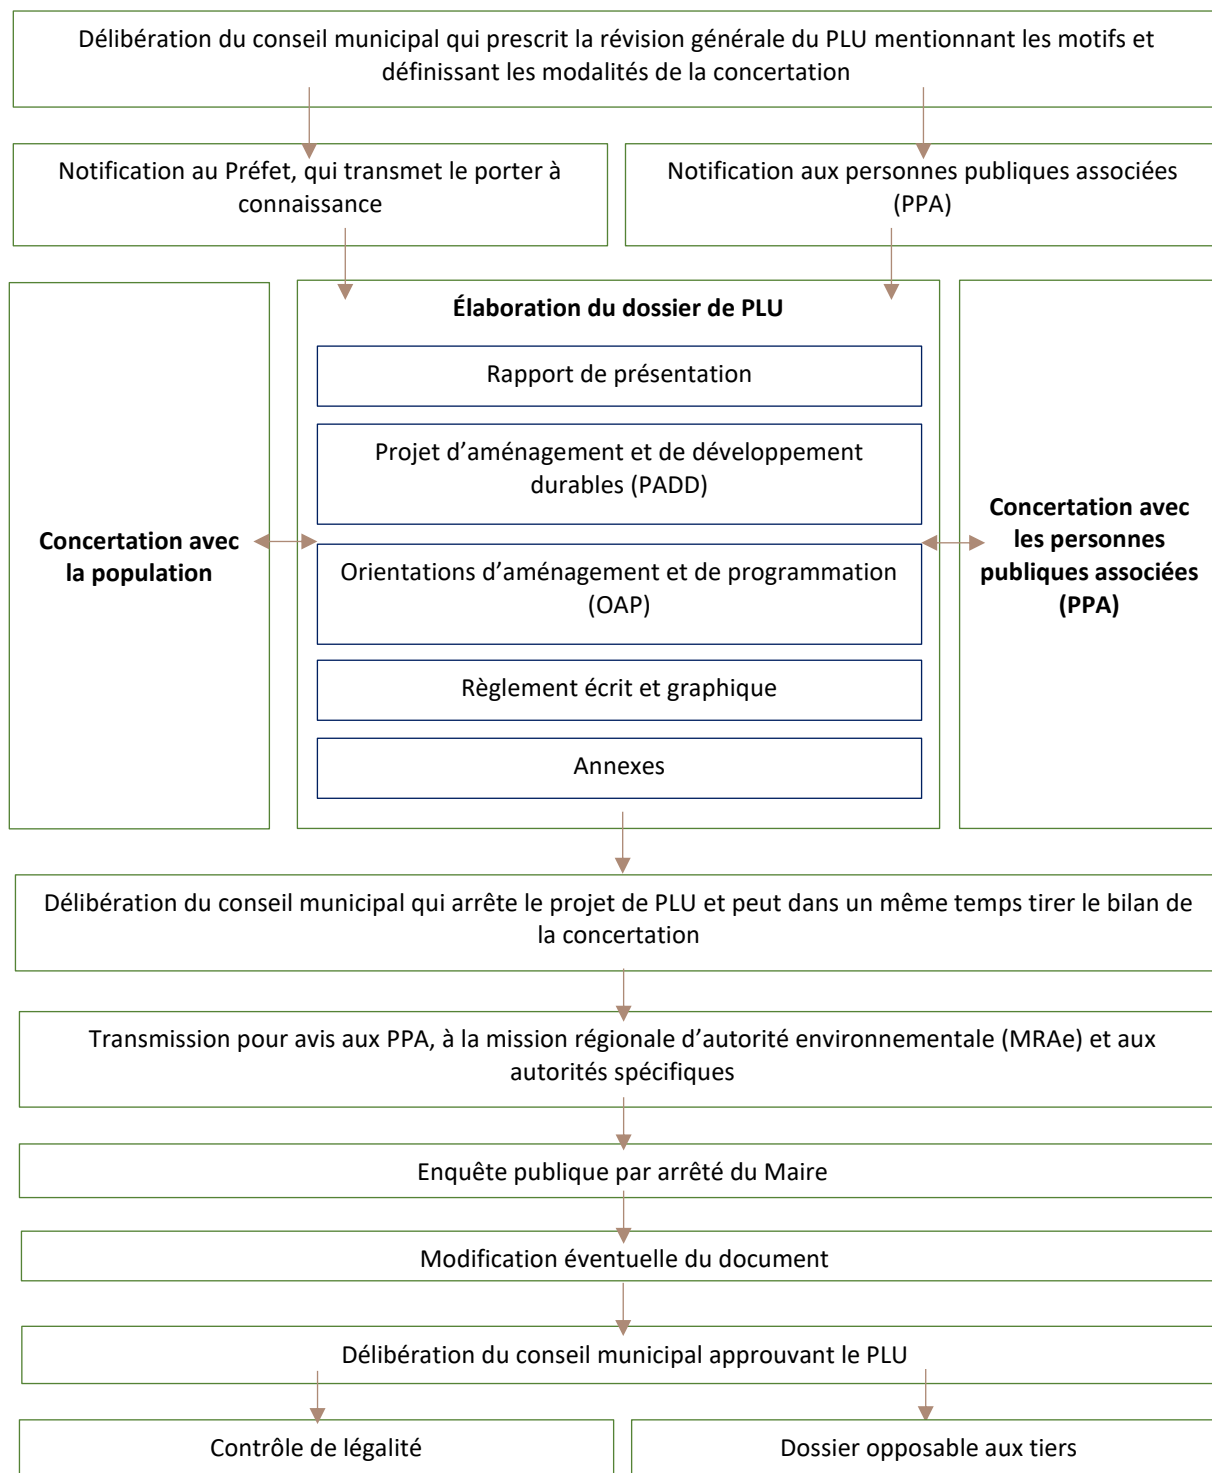 Délibération du conseil municipal qui prescrit la révision générale du PLU mentionnant les motifs et
définissant les modalités de la concertation
Notification au Préfet, qui transmet le porter à
connaissance
Notification aux personnes publiques associées
(PPA)
Élaboration du dossier de PLU
Rapport de présentation
Projet d’aménagement et de développement
durables (PADD)
Orientations d’aménagement et de programmation
(OAP)
Règlement écrit et graphique
Annexes
Concertation avec
la population
Concertation avec
les personnes
publiques associées
(PPA)
Délibération du conseil municipal qui arrête le projet de PLU et peut dans un même temps tirer le bilan de
la concertation
Transmission pour avis aux PPA, à la mission régionale d’autorité environnementale (MRAe) et aux
autorités spécifiques
Enquête publique par arrêté du Maire
Modification éventuelle du document
Délibération du conseil municipal approuvant le PLU
Contrôle de légalité
Dossier opposable aux tiers